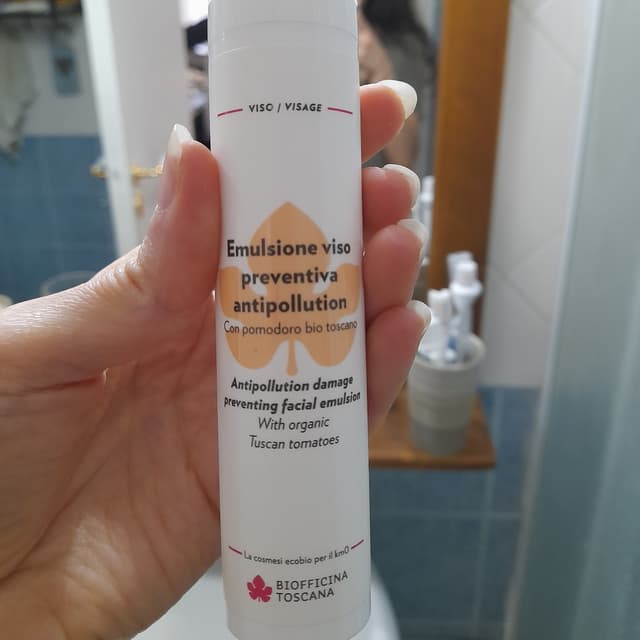 VISO / VISAGE
Emulsione viso
preventiva
antipollution
Con pomodoro bio toscano
Antipollution damage
preventing facial emulsion
With organic
Tuscan tomatoes
La cosmesi ecobio per il km0
BIOFFICINA
TOSCANA